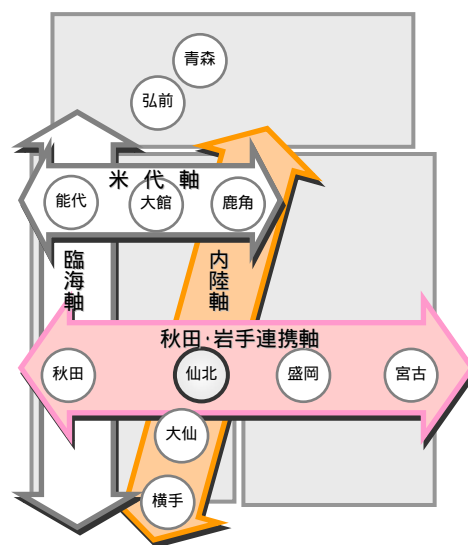 青森
弘前
米代軸
能代
大館
鹿角
臨海軸
内陸軸
秋田・岩手連携軸
秋田
仙北
盛岡
宮古
大仙
横手